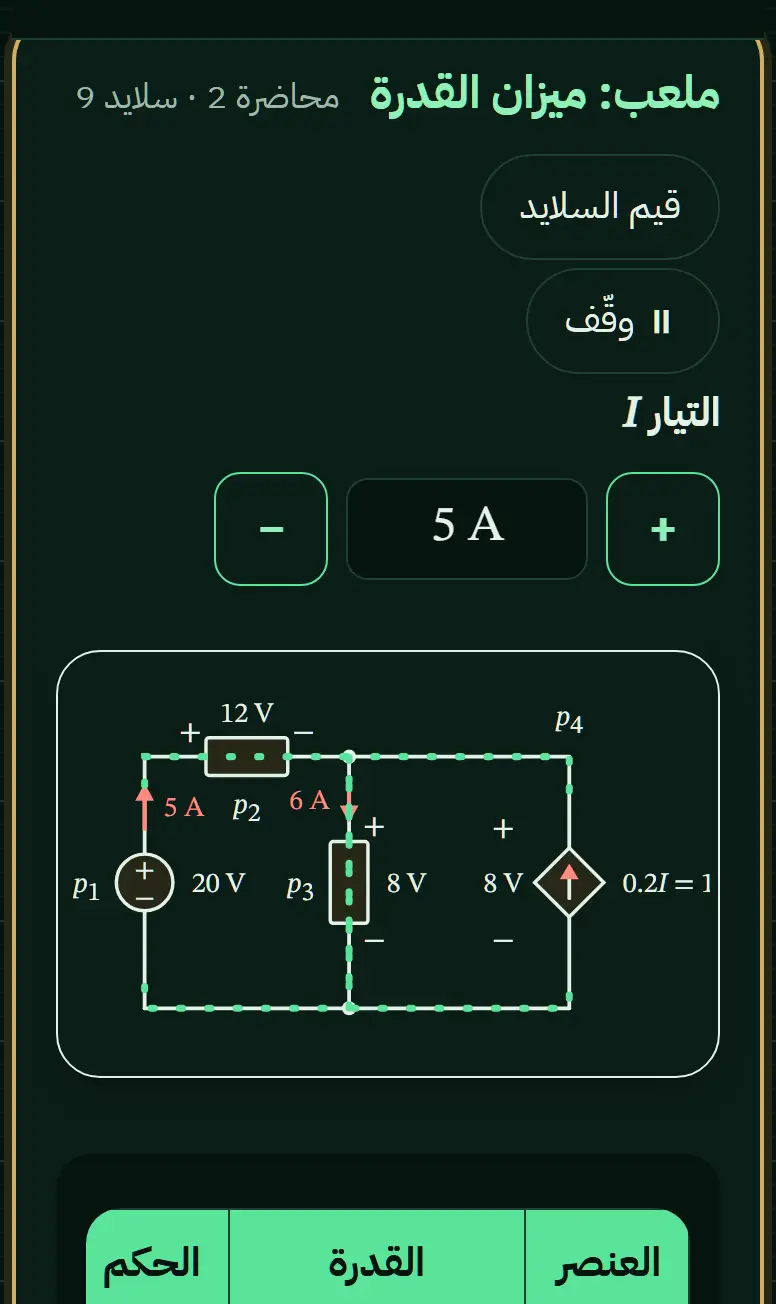 ملعب: ميزان القدرة محاضرة 2 · سلايد 9
قيم السلايد
وقّف
التيار I
+ 5 A −
12 V
+ −
p4
5 A p2 6 A
+ +
p1 + − 20 V p3 8 V 8 V 0.2I = 1
− −
العنصر القدرة الحكم